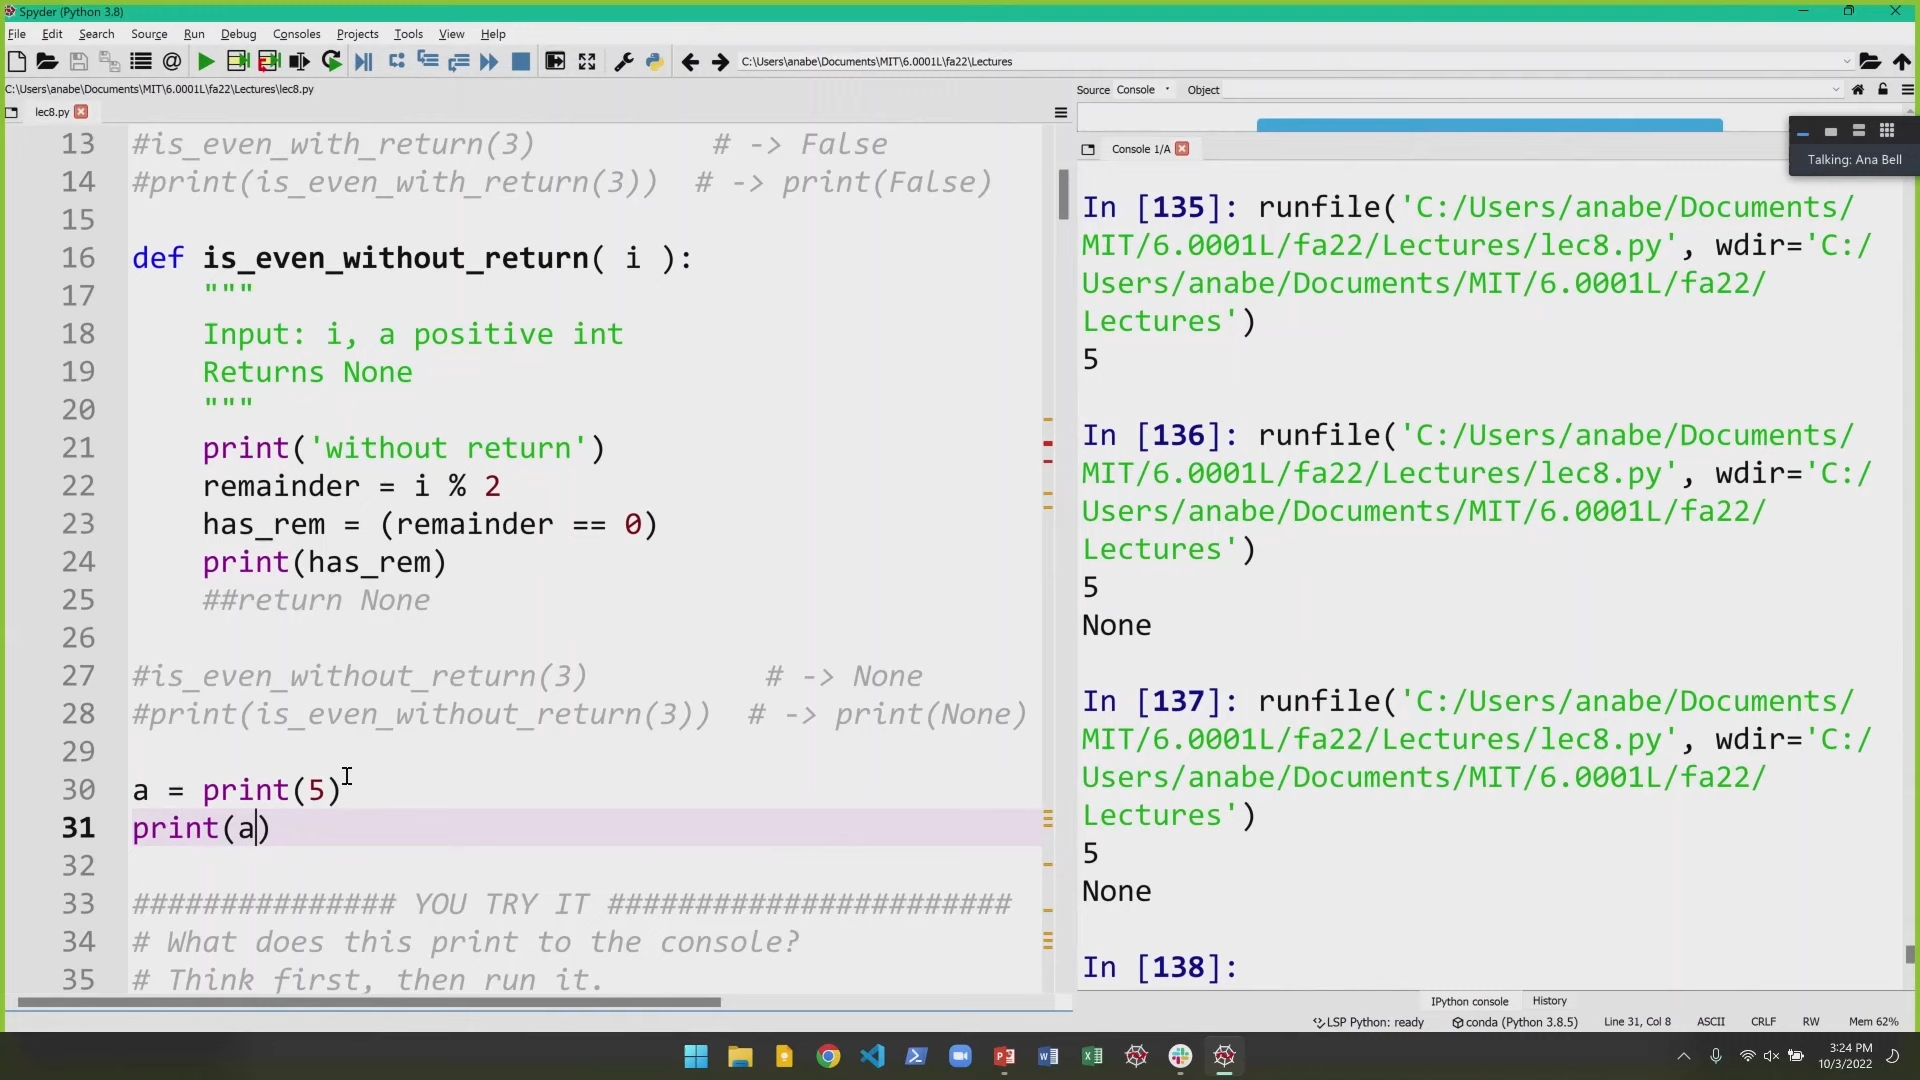 Spyder (Python 3.8)
File Edit Search Source Run Debug Consoles Projects Tools View Help
C:\Users\anabe\Documents\MIT\6.0001L\fa22\Lectures
C:\Users\anabe\Documents\MIT\6.0001L\fa22\Lectures\lec8.py
Source Console Object
lec8.py
Console 1/A
Talking: Ana Bell
13 #is_even_with_return(3) # -> False
14 #print(is_even_with_return(3)) # -> print(False)
15
16 def is_even_without_return( i ):
17 """
18 Input: i, a positive int
19 Returns None
20 """
21 print('without return')
22 remainder = i % 2
23 has_rem = (remainder == 0)
24 print(has_rem)
25 ##return None
26
27 #is_even_without_return(3) # -> None
28 #print(is_even_without_return(3)) # -> print(None)
29
30 a = print(5)
31 print(a)
32
33 ############### YOU TRY IT #######################
34 # What does this print to the console?
35 # Think first, then run it.
In [135]: runfile('C:/Users/anabe/Documents/
MIT/6.0001L/fa22/Lectures/lec8.py', wdir='C:/
Users/anabe/Documents/MIT/6.0001L/fa22/
Lectures')
5
In [136]: runfile('C:/Users/anabe/Documents/
MIT/6.0001L/fa22/Lectures/lec8.py', wdir='C:/
Users/anabe/Documents/MIT/6.0001L/fa22/
Lectures')
5
None
In [137]: runfile('C:/Users/anabe/Documents/
MIT/6.0001L/fa22/Lectures/lec8.py', wdir='C:/
Users/anabe/Documents/MIT/6.0001L/fa22/
Lectures')
5
None
In [138]:
IPython console History
LSP Python: ready conda (Python 3.8.5) Line 31, Col 8 ASCII CRLF RW Mem 62%
3:24 PM
10/3/2022